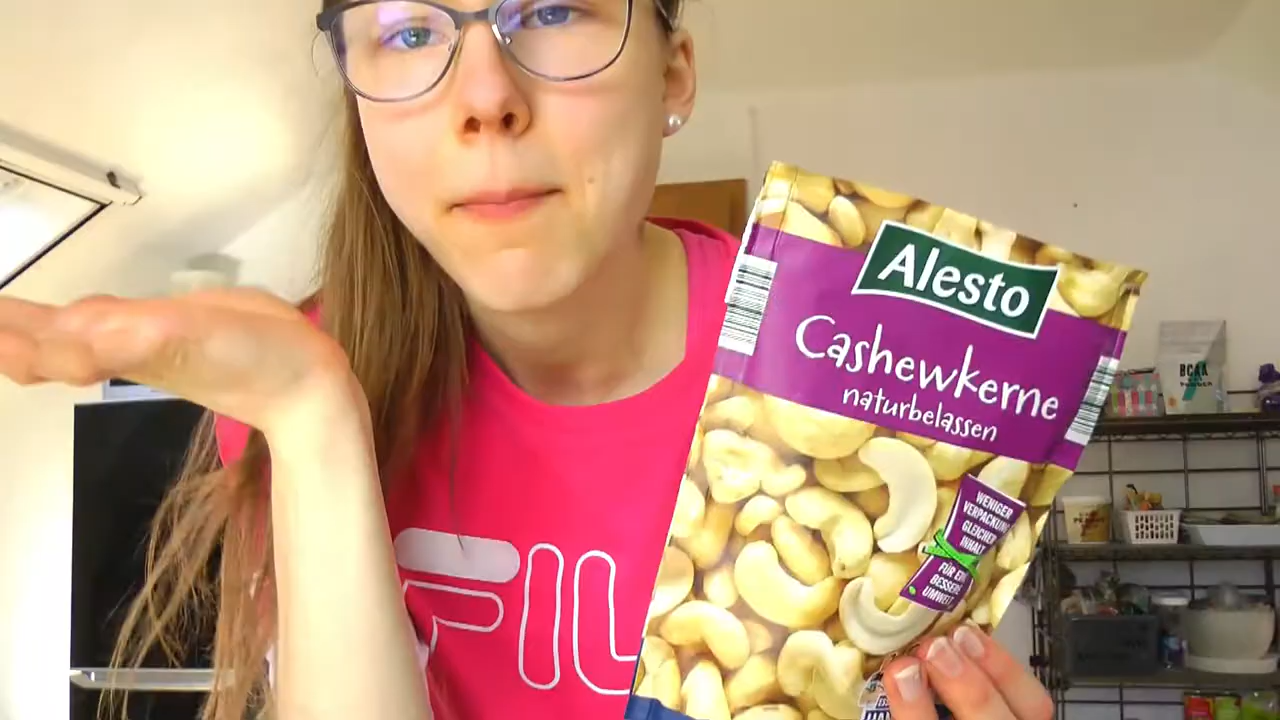 Alesto
Cashewkerne
naturbelassen
WENIGER
VERPACKUNG
GLEICHER
INHALT
FÜR EINE
BESSERE
UMWELT
FIL
BCAA